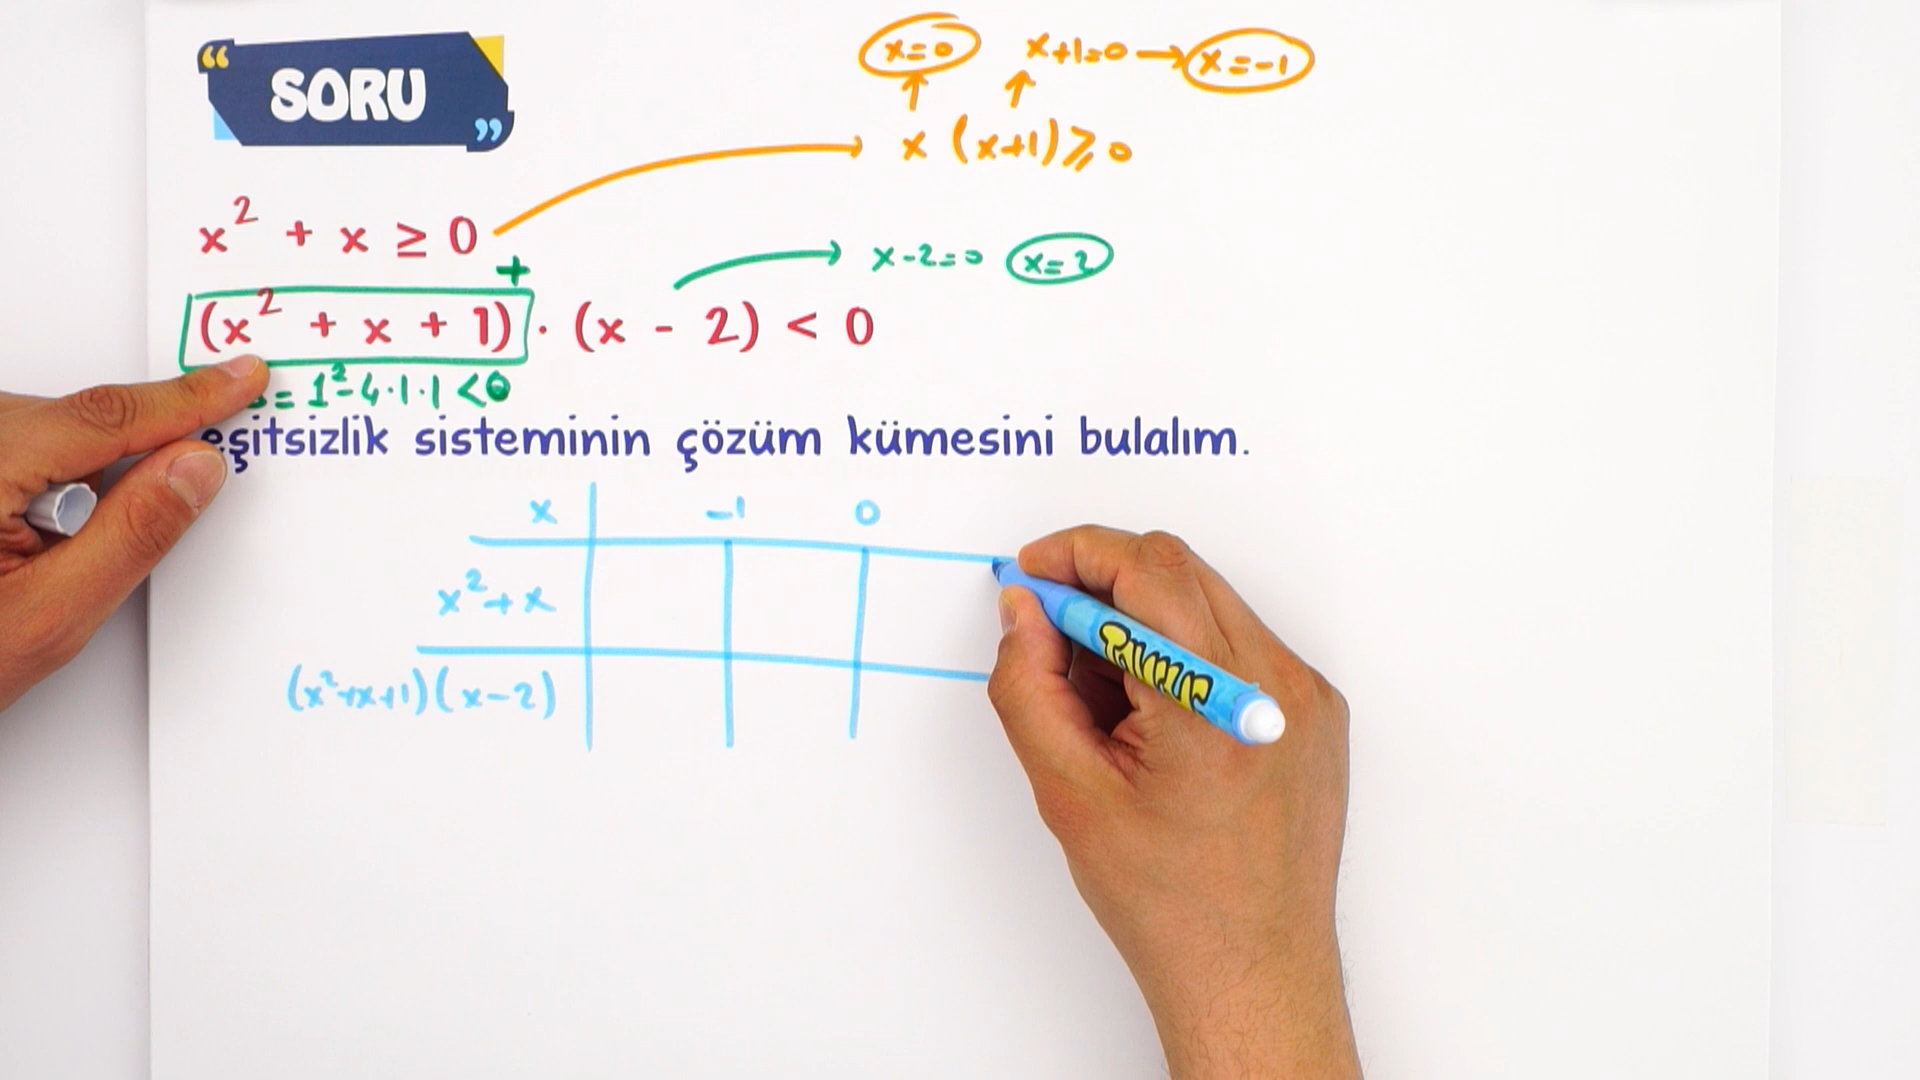 “ SORU ”
x=0 x+1=0 → x=-1
x (x+1) ≥ 0
x² + x ≥ 0
x-2=0 x=2
+
(x² + x + 1) · (x - 2) < 0
= 1²-4·1·1 <0
eşitsizlik sisteminin çözüm kümesini bulalım.
x -1 0
x²+x
(x²+x+1)(x-2)